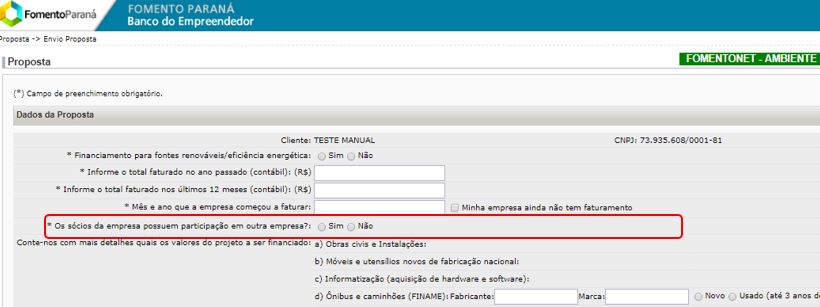 FomentoParaná
FOMENTO PARANÁ
Banco do Empreendedor
Proposta -> Envio Proposta
Proposta
FOMENTONET - AMBIENTE
(*) Campo de preenchimento obrigatório.
Dados da Proposta
Cliente: TESTE MANUAL CNPJ: 73.935.608/0001-81
* Financiamento para fontes renováveis/eficiência energética: Sim Não
* Informe o total faturado no ano passado (contábil): (R$)
* Informe o total faturado nos últimos 12 meses (contábil): (R$)
* Mês e ano que a empresa começou a faturar: Minha empresa ainda não tem faturamento
* Os sócios da empresa possuem participação em outra empresa?: Sim Não
Conte-nos com mais detalhes quais os valores do projeto a ser financiado: a) Obras civis e Instalações:
b) Móveis e utensílios novos de fabricação nacional:
c) Informatização (aquisição de hardware e software):
d) Ônibus e caminhões (FINAME): Fabricante: Marca: Novo Usado (até 3 anos de